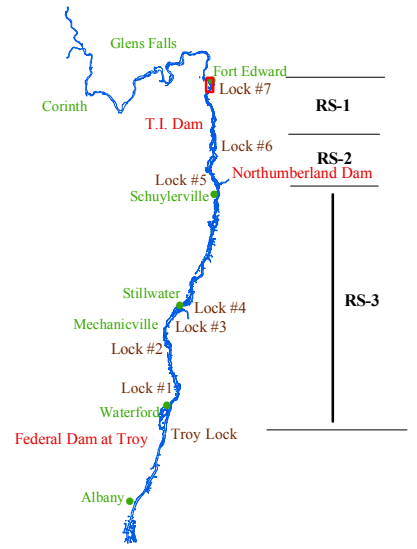 Glens Falls
Fort Edward
Lock #7
Corinth
RS-1
T.I. Dam
Lock #6
RS-2
Northumberland Dam
Lock #5
Schuylerville
Stillwater
RS-3
Lock #4
Mechanicville
Lock #3
Lock #2
Lock #1
Waterford
Federal Dam at Troy
Troy Lock
Albany